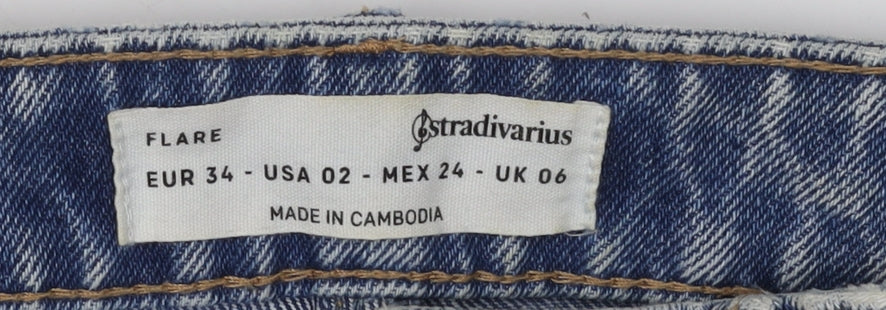 FLARE stradivarius
EUR 34 - USA 02 - MEX 24 - UK 06
MADE IN CAMBODIA